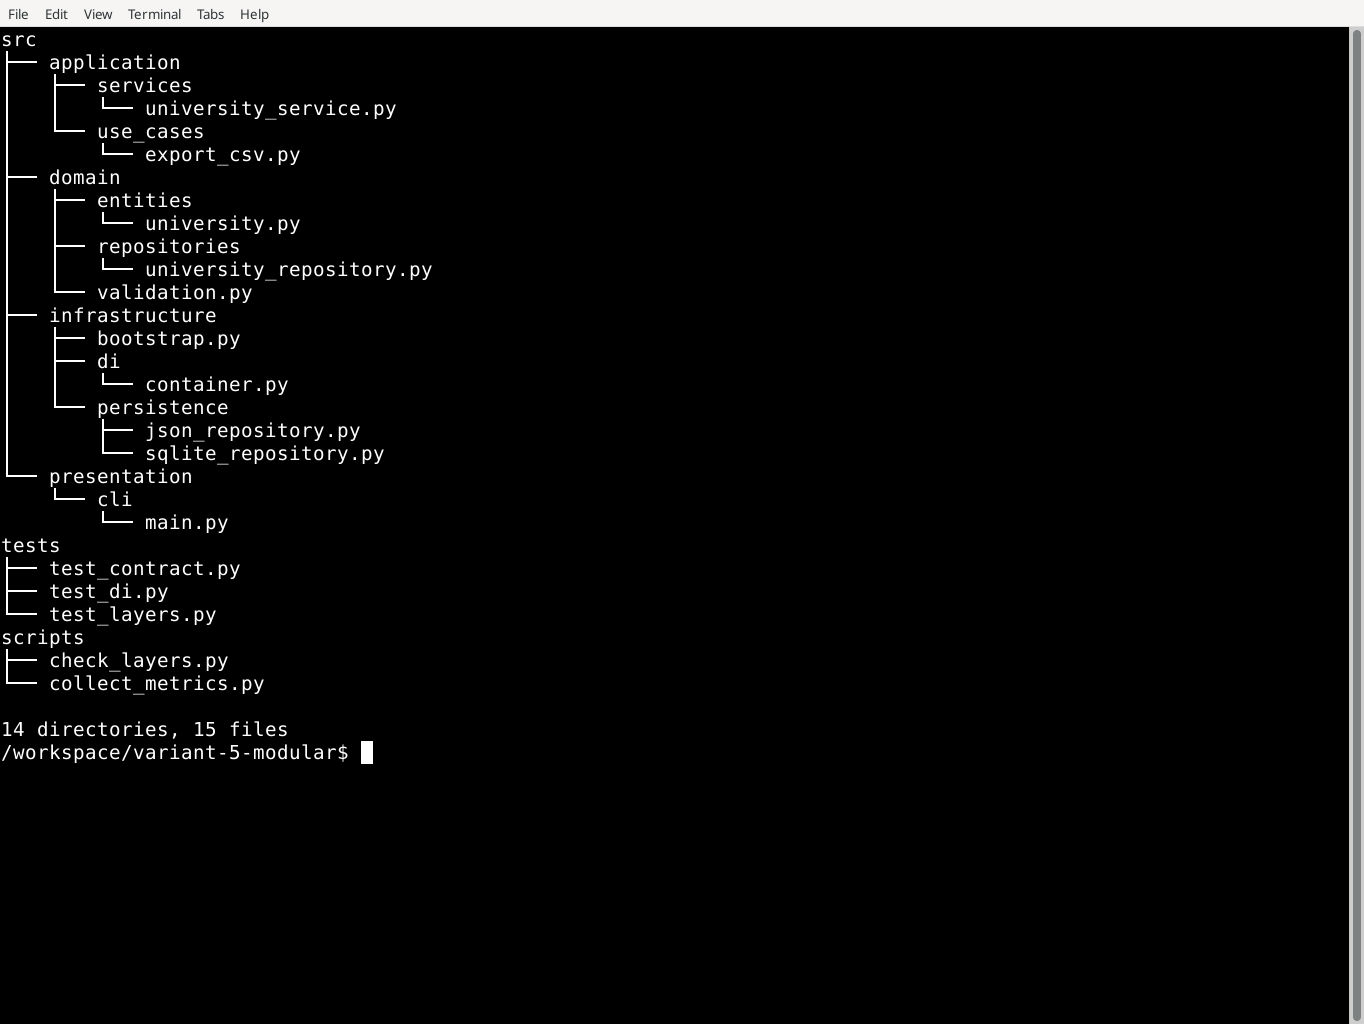 File Edit View Terminal Tabs Help
src
├── application
│   ├── services
│   │   └── university_service.py
│   └── use_cases
│       └── export_csv.py
├── domain
│   ├── entities
│   │   └── university.py
│   ├── repositories
│   │   └── university_repository.py
│   └── validation.py
├── infrastructure
│   ├── bootstrap.py
│   ├── di
│   │   └── container.py
│   └── persistence
│       ├── json_repository.py
│       └── sqlite_repository.py
└── presentation
    └── cli
        └── main.py
tests
├── test_contract.py
├── test_di.py
└── test_layers.py
scripts
├── check_layers.py
└── collect_metrics.py

14 directories, 15 files
/workspace/variant-5-modular$